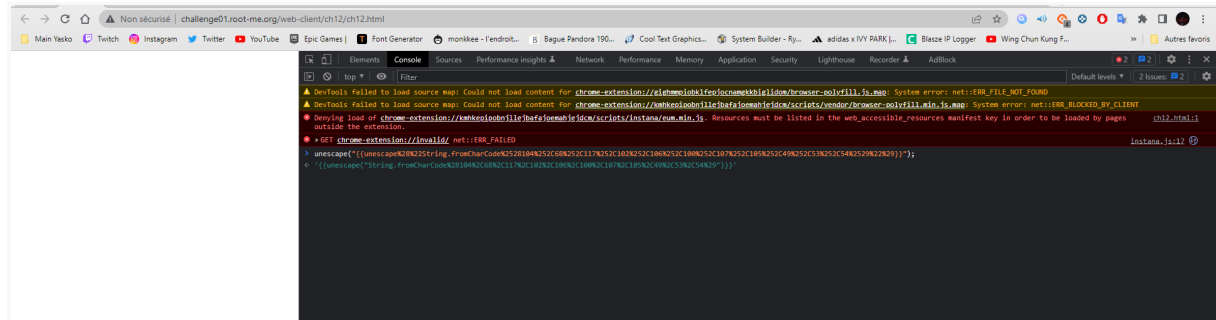 Non sécurisé | challenge01.root-me.org/web-client/ch12/ch12.html
Main Yasko Twitch Instagram Twitter YouTube Epic Games | Font Generator monkkee - l'endroit... Bague Pandora 190... Cool Text Graphics... System Builder - Ry... adidas x IVY PARK |... Blasze IP Logger Wing Chun Kung F... » Autres favoris
Elements Console Sources Performance insights Network Performance Memory Application Security Lighthouse Recorder AdBlock 2 2
top Filter Default levels 2 Issues: 2
DevTools failed to load source map: Could not load content for chrome-extension://gighmmpiobklfepjocnamgkkbiglidom/browser-polyfill.js.map: System error: net::ERR_FILE_NOT_FOUND
DevTools failed to load source map: Could not load content for chrome-extension://kmhkepipobnjllejbafajoemahjejdcm/scripts/vendor/browser-polyfill.min.js.map: System error: net::ERR_BLOCKED_BY_CLIENT
Denying load of chrome-extension://kmhkepipobnjllejbafajoemahjejdcm/scripts/instana/eum.min.js. Resources must be listed in the web_accessible_resources manifest key in order to be loaded by pages ch12.html:1
outside the extension.
GET chrome-extension://invalid/ net::ERR_FAILED instana.js:17
unescape("{{unescape%28%22String.fromCharCode%2528104%252C68%252C117%252C102%252C106%252C100%252C107%252C105%252C49%252C53%252C54%2529%22%29}}");
'{{unescape("String.fromCharCode%28104%2C68%2C117%2C102%2C106%2C100%2C107%2C105%2C49%2C53%2C54%29")}}'